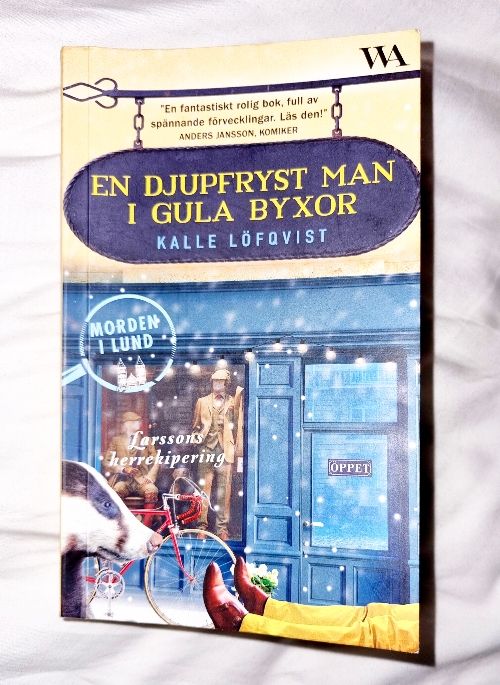 WA
"En fantastiskt rolig bok, full av
spännande förvecklingar. Läs den!"
ANDERS JANSSON, KOMIKER
EN DJUPFRYST MAN
I GULA BYXOR
KALLE LÖFQVIST
MORDEN
I LUND
Larssons
herrekipering
ÖPPET